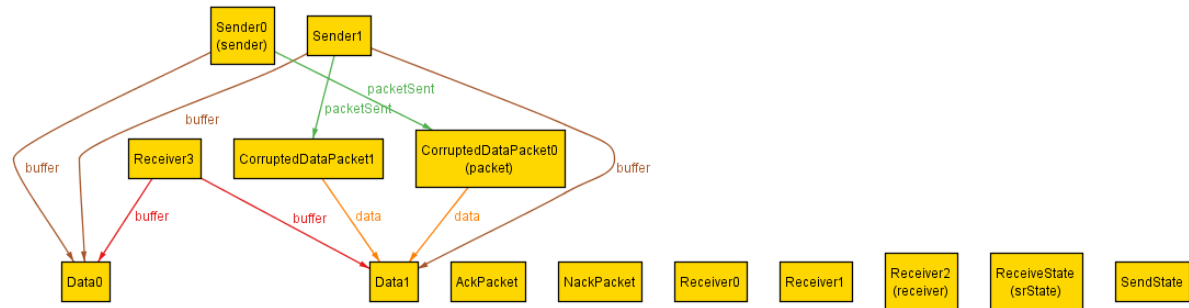 Sender0
(sender)
Sender1
packetSent
packetSent
buffer
Receiver3
CorruptedDataPacket1
CorruptedDataPacket0
(packet)
buffer
buffer
buffer
buffer
data
data
Data0
Data1
AckPacket
NackPacket
Receiver0
Receiver1
Receiver2
(receiver)
ReceiveState
(srState)
SendState